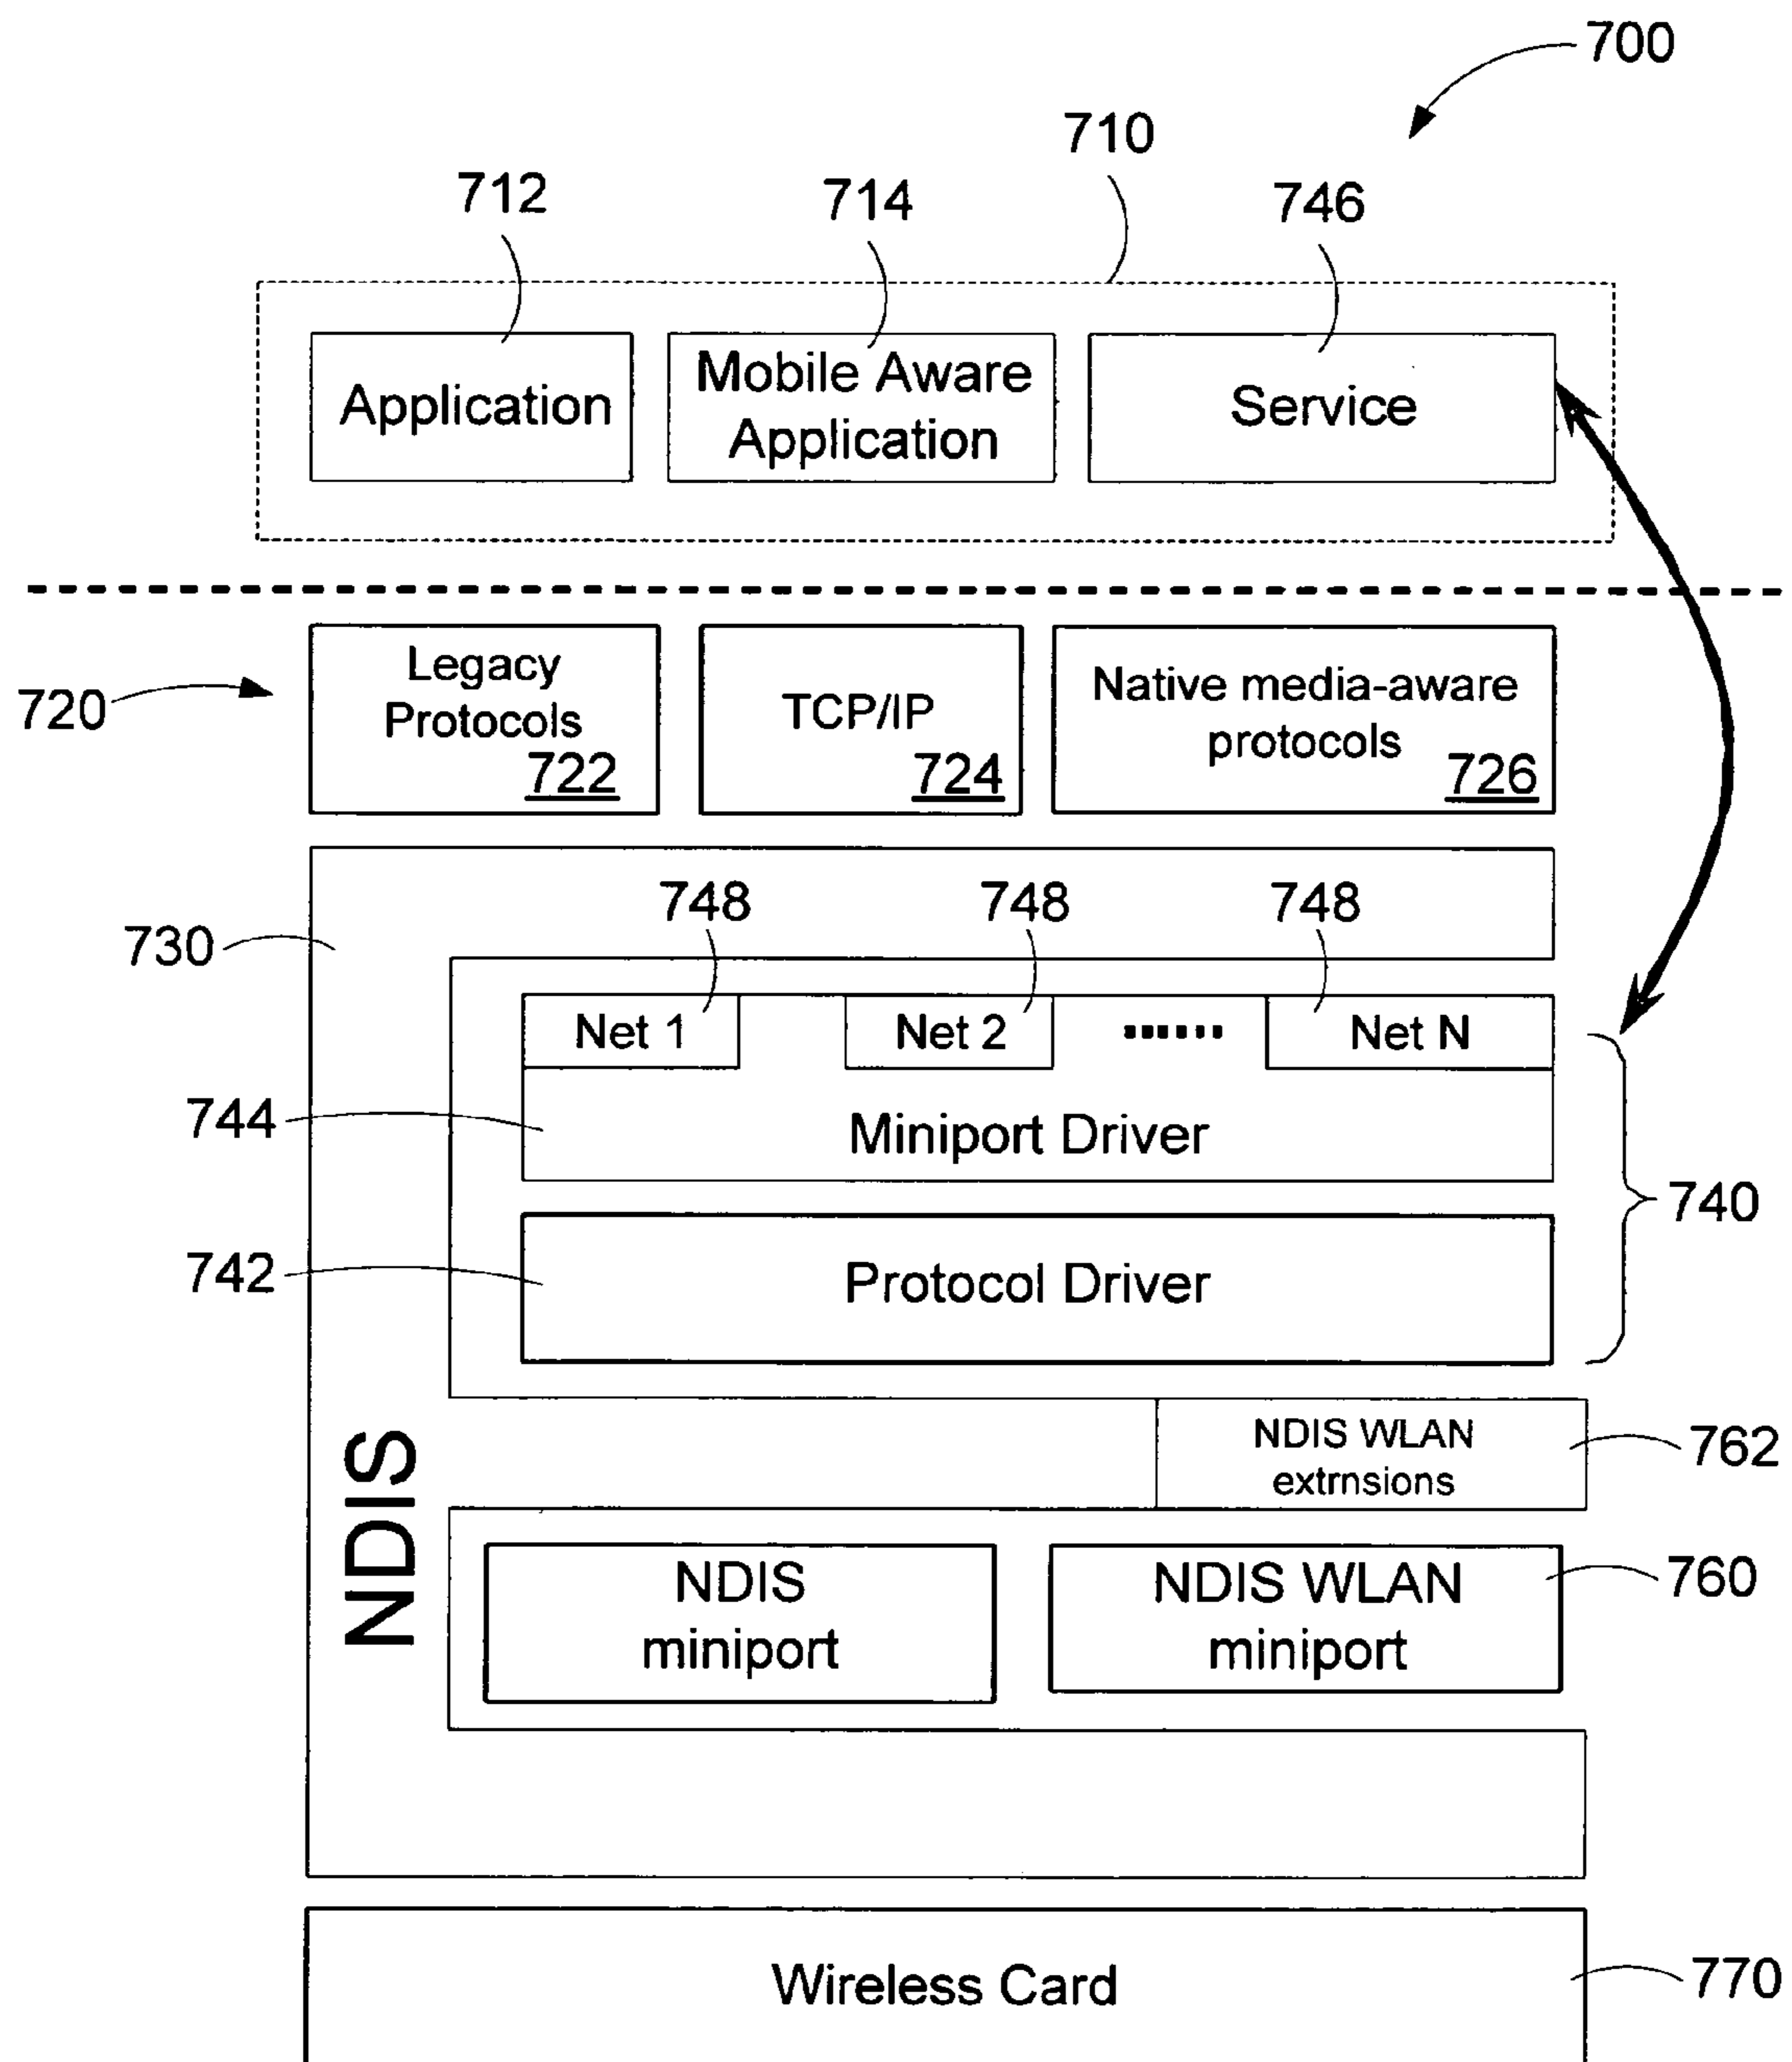 700
710
712
714
746
Application
Mobile Aware
Application
Service
720
Legacy
Protocols
722
TCP/IP
724
Native media-aware
protocols
726
748
748
748
730
Net 1
Net 2
......
Net N
744
Miniport Driver
740
742
Protocol Driver
NDIS
NDIS WLAN
extrnsions
762
NDIS
miniport
NDIS WLAN
miniport
760
Wireless Card
770